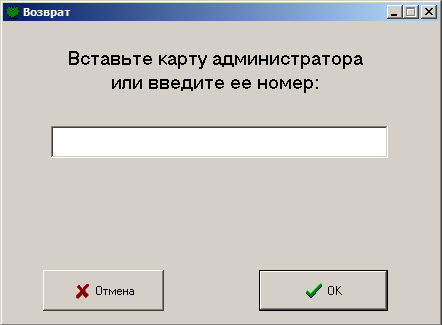 Возврат
Вставьте карту администратора
или введите ее номер:
Отмена
OK